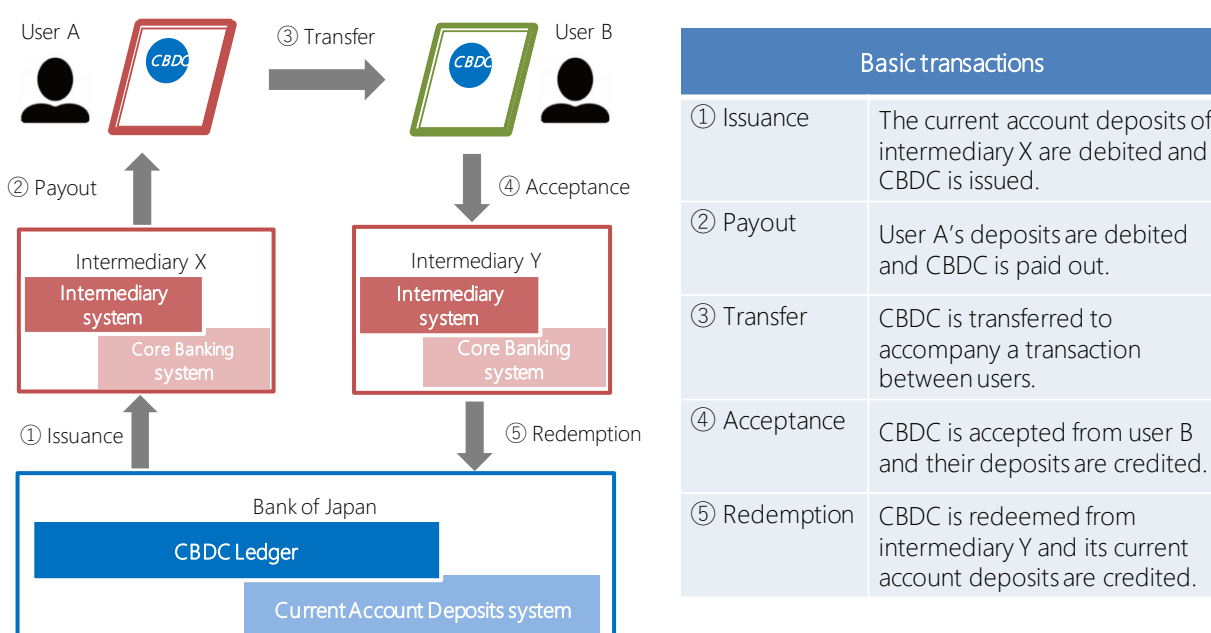 User A
CBDC
③ Transfer
CBDC
User B
② Payout
④ Acceptance
Intermediary X
Intermediary
system
Core Banking
system
Intermediary Y
Intermediary
system
Core Banking
system
① Issuance
⑤ Redemption
Bank of Japan
CBDC Ledger
Current Account Deposits system
Basic transactions
① Issuance
The current account deposits of
intermediary X are debited and
CBDC is issued.
② Payout
User A's deposits are debited
and CBDC is paid out.
③ Transfer
CBDC is transferred to
accompany a transaction
between users.
④ Acceptance
CBDC is accepted from user B
and their deposits are credited.
⑤ Redemption
CBDC is redeemed from
intermediary Y and its current
account deposits are credited.